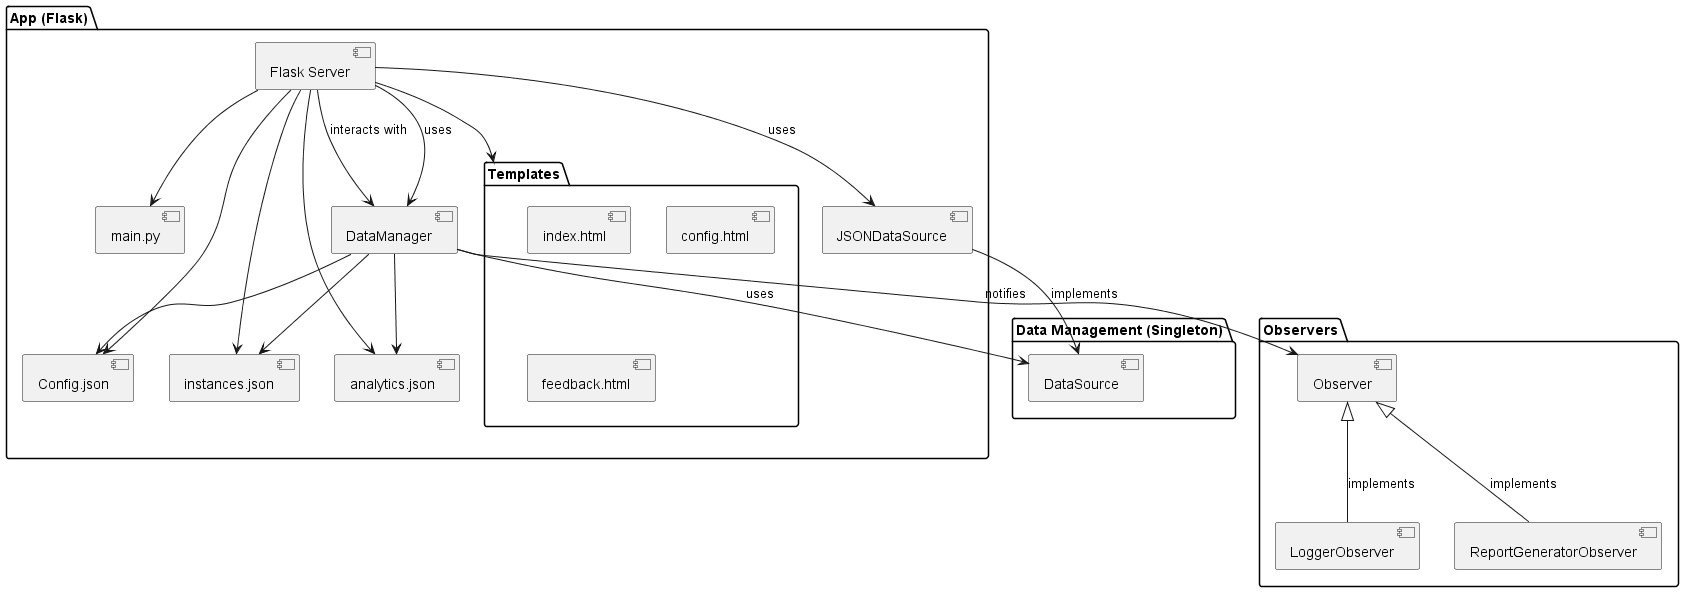 App (Flask)
Flask Server
interacts with
uses
uses
Templates
main.py
DataManager
index.html
config.html
JSONDataSource
uses
notifies
implements
Data Management (Singleton)
Observers
Config.json
instances.json
analytics.json
feedback.html
DataSource
Observer
implements
implements
LoggerObserver
ReportGeneratorObserver